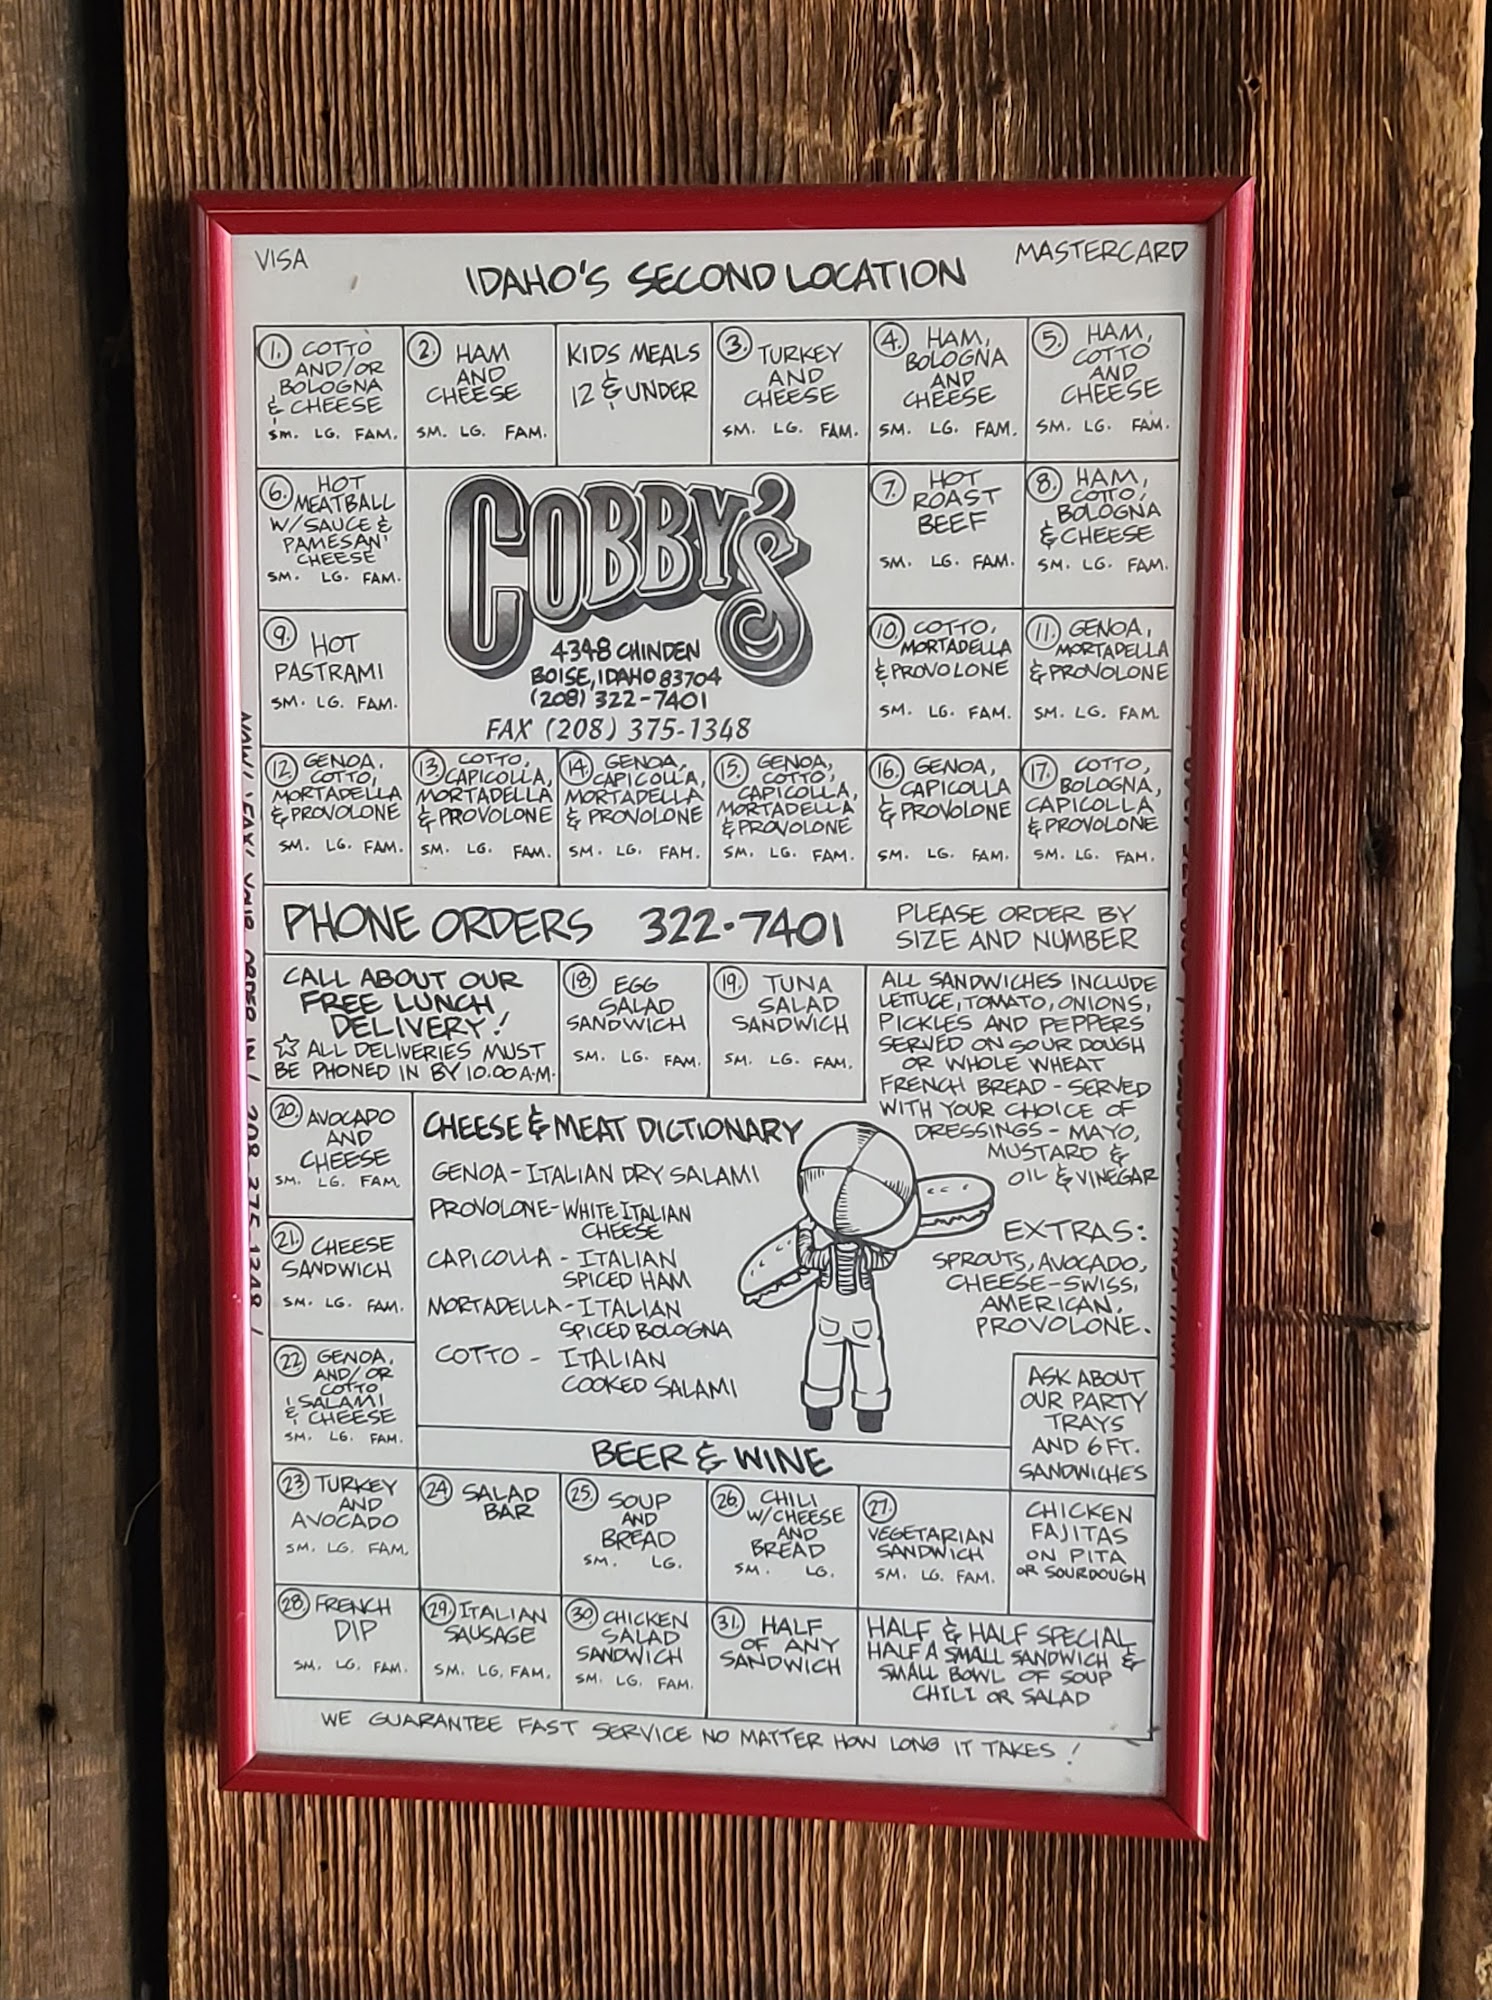 VISA
MASTERCARD
IDAHO'S SECOND LOCATION
1. COTTO
AND/OR
BOLOGNA
& CHEESE
SM. LG. FAM.
2. HAM
AND
CHEESE
SM. LG. FAM.
KIDS MEALS
12 & UNDER
3. TURKEY
AND
CHEESE
SM. LG. FAM.
4. HAM,
BOLOGNA
AND
CHEESE
SM. LG. FAM.
5. HAM,
COTTO
AND
CHEESE
SM. LG. FAM.
6. HOT
MEATBALL
W/SAUCE &
PAMESAN
CHEESE
SM. LG. FAM.
COBBY'S
4348 CHINDEN
BOISE, IDAHO 83704
(208) 322-7401
FAX (208) 375-1348
7. HOT
ROAST
BEEF
SM. LG. FAM.
8. HAM,
COTTO,
BOLOGNA
& CHEESE
SM. LG. FAM.
9. HOT
PASTRAMI
SM. LG. FAM.
10. COTTO,
MORTADELLA
& PROVOLONE
SM. LG. FAM.
11. GENOA,
MORTADELLA
& PROVOLONE
SM. LG. FAM.
12. GENOA,
COTTO,
MORTADELLA
& PROVOLONE
SM. LG. FAM.
13. COTTO,
CAPICOLLA,
MORTADELLA
& PROVOLONE
SM. LG. FAM.
14. GENOA,
CAPICOLLA,
MORTADELLA
& PROVOLONE
SM. LG. FAM.
15. GENOA,
COTTO,
CAPICOLLA,
MORTADELLA
& PROVOLONE
SM. LG. FAM.
16. GENOA,
CAPICOLLA
& PROVOLONE
SM. LG. FAM.
17. COTTO,
BOLOGNA,
CAPICOLLA
& PROVOLONE
SM. LG. FAM.
NOW! FAX YOUR ORDER IN! 208-375-1348!
PHONE ORDERS 322-7401
PLEASE ORDER BY
SIZE AND NUMBER
CALL ABOUT OUR
FREE LUNCH
DELIVERY!
☆ ALL DELIVERIES MUST
BE PHONED IN BY 10:00 A.M.
18. EGG
SALAD
SANDWICH
SM. LG. FAM.
19. TUNA
SALAD
SANDWICH
SM. LG. FAM.
ALL SANDWICHES INCLUDE
LETTUCE, TOMATO, ONIONS,
PICKLES AND PEPPERS
SERVED ON SOUR DOUGH
OR WHOLE WHEAT
FRENCH BREAD - SERVED
WITH YOUR CHOICE OF
DRESSINGS - MAYO,
MUSTARD &
OIL & VINEGAR
EXTRAS:
SPROUTS, AVOCADO,
CHEESE-SWISS,
AMERICAN,
PROVOLONE.
20. AVOCADO
AND
CHEESE
SM. LG. FAM.
21. CHEESE
SANDWICH
SM. LG. FAM.
22. GENOA,
AND/OR
COTTO
SALAMI
& CHEESE
SM. LG. FAM.
CHEESE & MEAT DICTIONARY
GENOA - ITALIAN DRY SALAMI
PROVOLONE - WHITE ITALIAN
CHEESE
CAPICOLLA - ITALIAN
SPICED HAM
MORTADELLA - ITALIAN
SPICED BOLOGNA
COTTO - ITALIAN
COOKED SALAMI
ASK ABOUT
OUR PARTY
TRAYS
AND 6 FT.
SANDWICHES
BEER & WINE
23. TURKEY
AND
AVOCADO
SM. LG. FAM.
24. SALAD
BAR
25. SOUP
AND
BREAD
SM. LG.
26. CHILI
W/CHEESE
AND
BREAD
SM. LG.
27.
VEGETARIAN
SANDWICH
SM. LG. FAM.
CHICKEN
FAJITAS
ON PITA
OR SOURDOUGH
28. FRENCH
DIP
SM. LG. FAM.
29. ITALIAN
SAUSAGE
SM. LG. FAM.
30. CHICKEN
SALAD
SANDWICH
SM. LG. FAM.
31. HALF
OF ANY
SANDWICH
HALF & HALF SPECIAL
HALF A SMALL SANDWICH &
SMALL BOWL OF SOUP
CHILI OR SALAD
WE GUARANTEE FAST SERVICE NO MATTER HOW LONG IT TAKES!